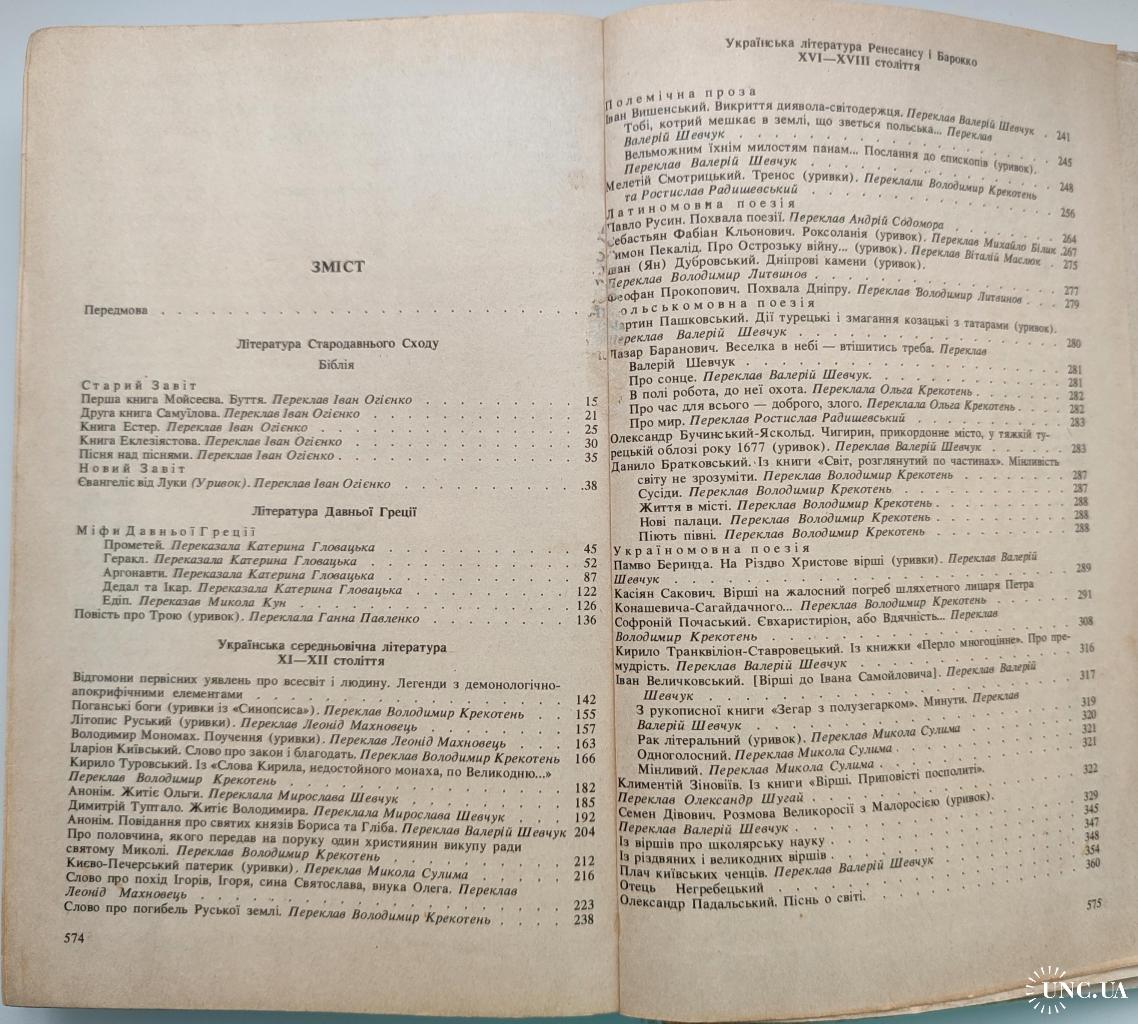 ЗМІСТ
Передмова
Література Стародавнього Сходу
Біблія
Старий Завіт
Перша книга Мойсеєва. Буття. Переклав Іван Огієнко . . . 15
Друга книга Самуїлова. Переклав Іван Огієнко . . . 21
Книга Естер. Переклав Іван Огієнко . . . 25
Книга Еклезіястова. Переклав Іван Огієнко . . . 30
Пісня над піснями. Переклав Іван Огієнко . . . 35
Новий Завіт
Євангеліє від Луки (Уривок). Переклав Іван Огієнко . . . 38
Література Давньої Греції
Міфи Давньої Греції
Прометей. Переказала Катерина Гловацька . . . 45
Геракл. Переказала Катерина Гловацька . . . 52
Аргонавти. Переказала Катерина Гловацька . . . 87
Дедал та Ікар. Переказала Катерина Гловацька . . . 122
Едіп. Переказав Микола Кун . . . 126
Повість про Трою (уривок). Переклала Ганна Павленко . . . 136
Українська середньовічна література
XI—XII століття
Відгомони первісних уявлень про всесвіт і людину. Легенди з демонологічно-
апокрифічними елементами . . . 142
Поганські боги (уривки із «Синопсиса»). Переклав Володимир Крекотень . . . 155
Літопис Руський (уривки). Переклав Леонід Махновець . . . 157
Володимир Мономах. Поучення (уривки). Переклав Леонід Махновець . . . 163
Іларіон Київський. Слово про закон і благодать. Переклав Володимир Крекотень 166
Кирило Туровський. Із «Слова Кирила, недостойного монаха, по Великодню...»
Переклав Володимир Крекотень . . . 182
Анонім. Житіє Ольги. Переклала Мирослава Шевчук . . . 185
Димитрій Туптало. Житіє Володимира. Переклала Мирослава Шевчук . . . 192
Анонім. Повідання про святих князів Бориса та Гліба. Переклав Валерій Шевчук 204
Про половчина, якого передав на поруку один християнин викупу ради
святому Миколі. Переклав Володимир Крекотень . . . 212
Києво-Печерський патерик (уривки). Переклав Микола Сулима . . . 216
Слово про похід Ігорів, Ігоря, сина Святослава, внука Олега. Переклав
Леонід Махновець . . . 223
Слово про погибель Руської землі. Переклав Володимир Крекотень . . . 238
574
Українська література Ренесансу і Барокко
XVI—XVIII століття
Полемічна проза
Іван Вишенський. Викриття диявола-світодержця. Переклав Валерій Шевчук . 241
Тобі, котрий мешкає в землі, що зветься польська... Переклав
Валерій Шевчук . . . 245
Вельможним їхнім милостям панам... Послання до єпископів (уривок).
Переклав Валерій Шевчук . . . 248
Мелетій Смотрицький. Тренос (уривки). Переклали Володимир Крекотень
та Ростислав Радишевський . . . 256
Латиномовна поезія
Павло Русин. Похвала поезії. Переклав Андрій Содомора . . . 264
Себастьян Фабіан Кльонович. Роксоланія (уривок). Переклав Михайло Білик . 267
Симон Пекалід. Про Острозьку війну... (уривок). Переклав Віталій Маслюк . 275
Іван (Ян) Дубровський. Дніпрові камени (уривок).
Переклав Володимир Литвинов . . . 277
Феофан Прокопович. Похвала Дніпру. Переклав Володимир Литвинов . . . 279
Польськомовна поезія
Мартин Пашковський. Дії турецькі і змагання козацькі з татарами (уривок).
Переклав Валерій Шевчук . . . 280
Лазар Баранович. Веселка в небі — втішитись треба. Переклав
Валерій Шевчук . . . 281
Про сонце. Переклав Валерій Шевчук. . . . 281
В полі робота, до неї охота. Переклала Ольга Крекотень . . . 282
Про час для всього — доброго, злого. Переклала Ольга Крекотень . . . 282
Про мир. Переклав Ростислав Радишевський . . . 283
Олександр Бучинський-Яскольд. Чигирин, прикордонне місто, у тяжкій ту-
рецькій облозі року 1677 (уривок). Переклав Валерій Шевчук . . . 283
Данило Братковський. Із книги «Світ, розглянутий по частинах». Мінливість
світу не зрозуміти. Переклав Володимир Крекотень . . . 287
Сусіди. Переклав Володимир Крекотень . . . 287
Життя в місті. Переклав Володимир Крекотень . . . 288
Нові палаци. Переклав Володимир Крекотень . . . 288
Піють півні. Переклав Володимир Крекотень . . . 288
Україномовна поезія
Памво Беринда. На Різдво Христове вірші (уривки). Переклав Валерій
Шевчук . . . 289
Касіян Сакович. Вірші на жалосний погреб шляхетного лицаря Петра
Конашевича-Сагайдачного... Переклав Володимир Крекотень . . . 291
Софроній Почаський. Євхаристиріон, або Вдячність... Переклав
Володимир Крекотень . . . 308
Кирило Транквіліон-Ставровецький. Із книжки «Перло многоцінне». Про пре-
мудрість. Переклав Валерій Шевчук . . . 316
Іван Величковський. [Вірші до Івана Самойловича]. Переклав Валерій
Шевчук . . . 317
З рукописної книги «Зегар з полузегарком». Минути. Переклав
Валерій Шевчук . . . 319
Рак літеральний (уривок). Переклав Микола Сулима . . . 320
Одноголосний. Переклав Микола Сулима . . . 321
Мінливий. Переклав Микола Сулима . . . 321
Климентій Зіновіїв. Із книги «Вірші. Приповісті посполиті».
Переклав Олександр Шугай . . . 322
Семен Дівович. Розмова Великоросії з Малоросією (уривок).
Переклав Валерій Шевчук . . . 329
Із віршів про школярську науку . . . 345
Із різдвяних і великодних віршів . . . 347
Плач київських ченців. Переклав Валерій Шевчук . . . 348
Отець Негребецький . . . 354
Олександр Падальський. Піснь о світі. . . . 360
575
UNC.UA